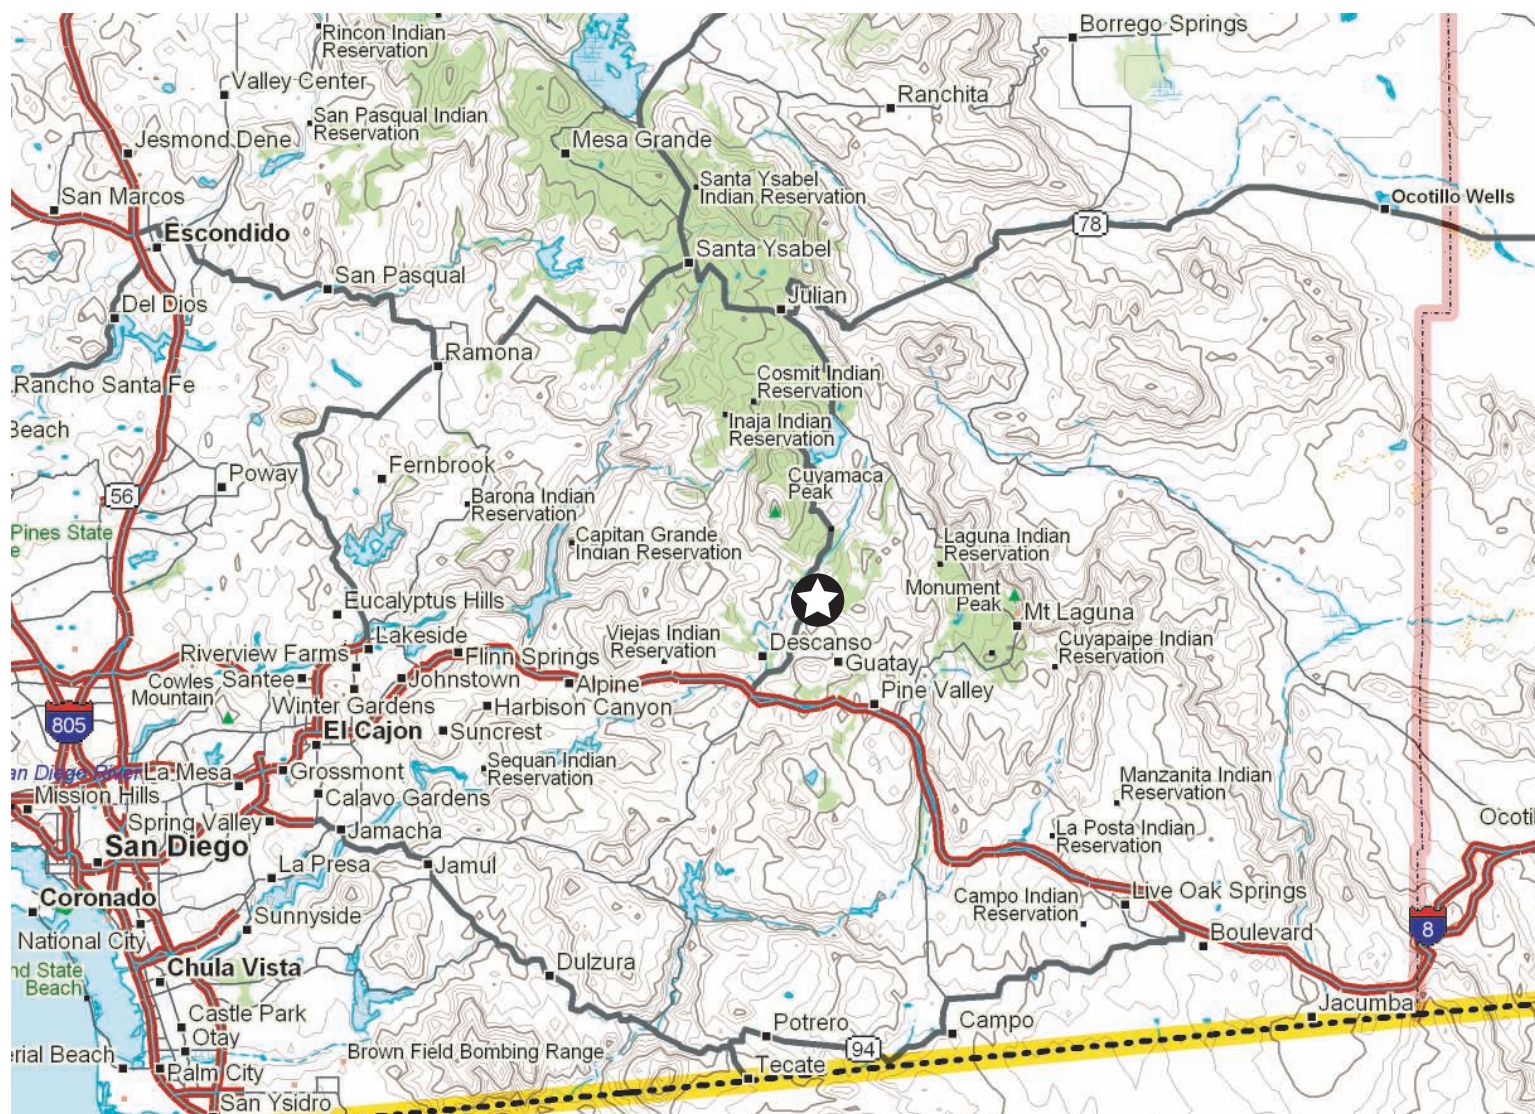 Rincon Indian
Reservation
Borrego Springs
Valley Center
Ranchita
San Pasqual Indian
Reservation
Jesmond Dene
Mesa Grande
San Marcos
Santa Ysabel
Indian Reservation
Ocotillo Wells
78
Escondido
Santa Ysabel
San Pasqual
Del Dios
Julian
Ramona
Rancho Santa Fe
Cosmit Indian
Reservation
Beach
Inaja Indian
Reservation
Fernbrook
Poway
Cuyamaca
Peak
56
Barona Indian
Reservation
Pines State
e
Capitan Grande
Indian Reservation
Laguna Indian
Reservation
Monument
Peak
Eucalyptus Hills
Mt Laguna
Lakeside
Viejas Indian
Reservation
Descanso
Cuyapaipe Indian
Reservation
Riverview Farms
Flinn Springs
Guatay
Cowles
Mountain
Santee
Johnstown
Alpine
Pine Valley
Winter Gardens
Harbison Canyon
805
El Cajon
Suncrest
an Diego River
La Mesa
Grossmont
Sequan Indian
Reservation
Manzanita Indian
Reservation
Mission Hills
Calavo Gardens
Spring Valley
Jamacha
La Posta Indian
Reservation
Ocotil
San Diego
La Presa
Jamul
Coronado
Campo Indian
Reservation
Live Oak Springs
Sunnyside
National City
8
Boulevard
Chula Vista
Dulzura
nd State
Beach
Jacumba
Castle Park
Otay
Potrero
Campo
erial Beach
Brown Field Bombing Range
94
Palm City
Tecate
San Ysidro